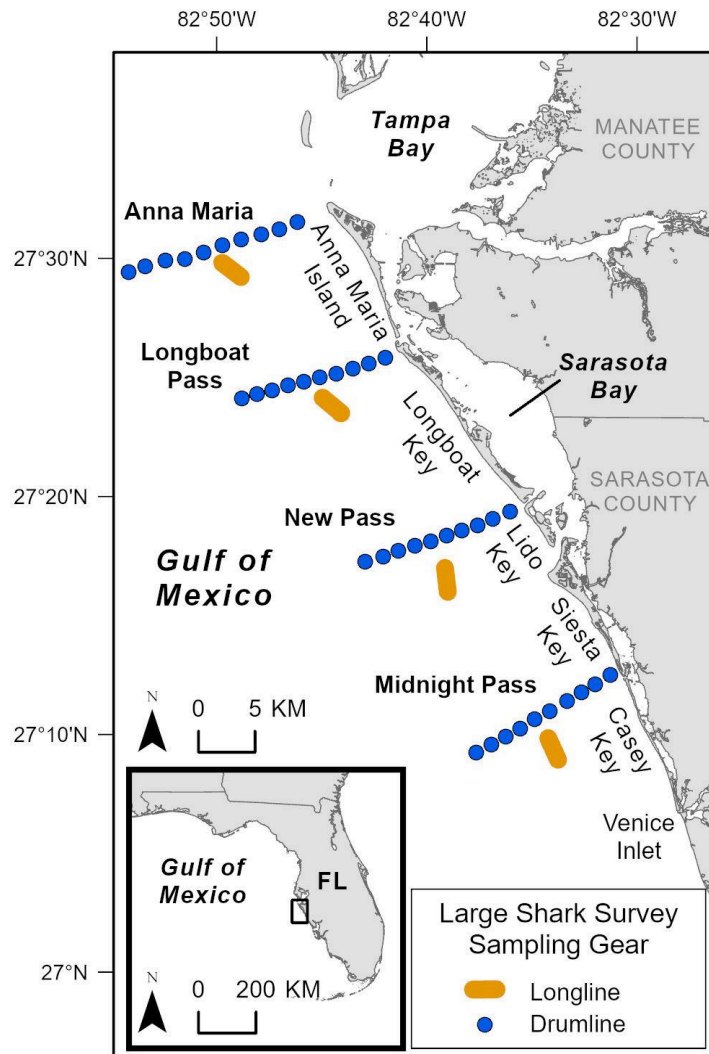 82°50'W
82°40'W
82°30'W
Tampa
Bay
MANATEE
COUNTY
Anna Maria
27°30'N
Anna Maria
Island
Longboat
Pass
Sarasota
Bay
Longboat
Key
27°20'N
SARASOTA
COUNTY
New Pass
Lido
Key
Gulf of
Mexico
Siesta
Key
Midnight Pass
N
0 5 KM
27°10'N
Casey
Key
Venice
Inlet
Gulf of
Mexico
FL
N
0 200 KM
27°N
Large Shark Survey
Sampling Gear
Longline
Drumline